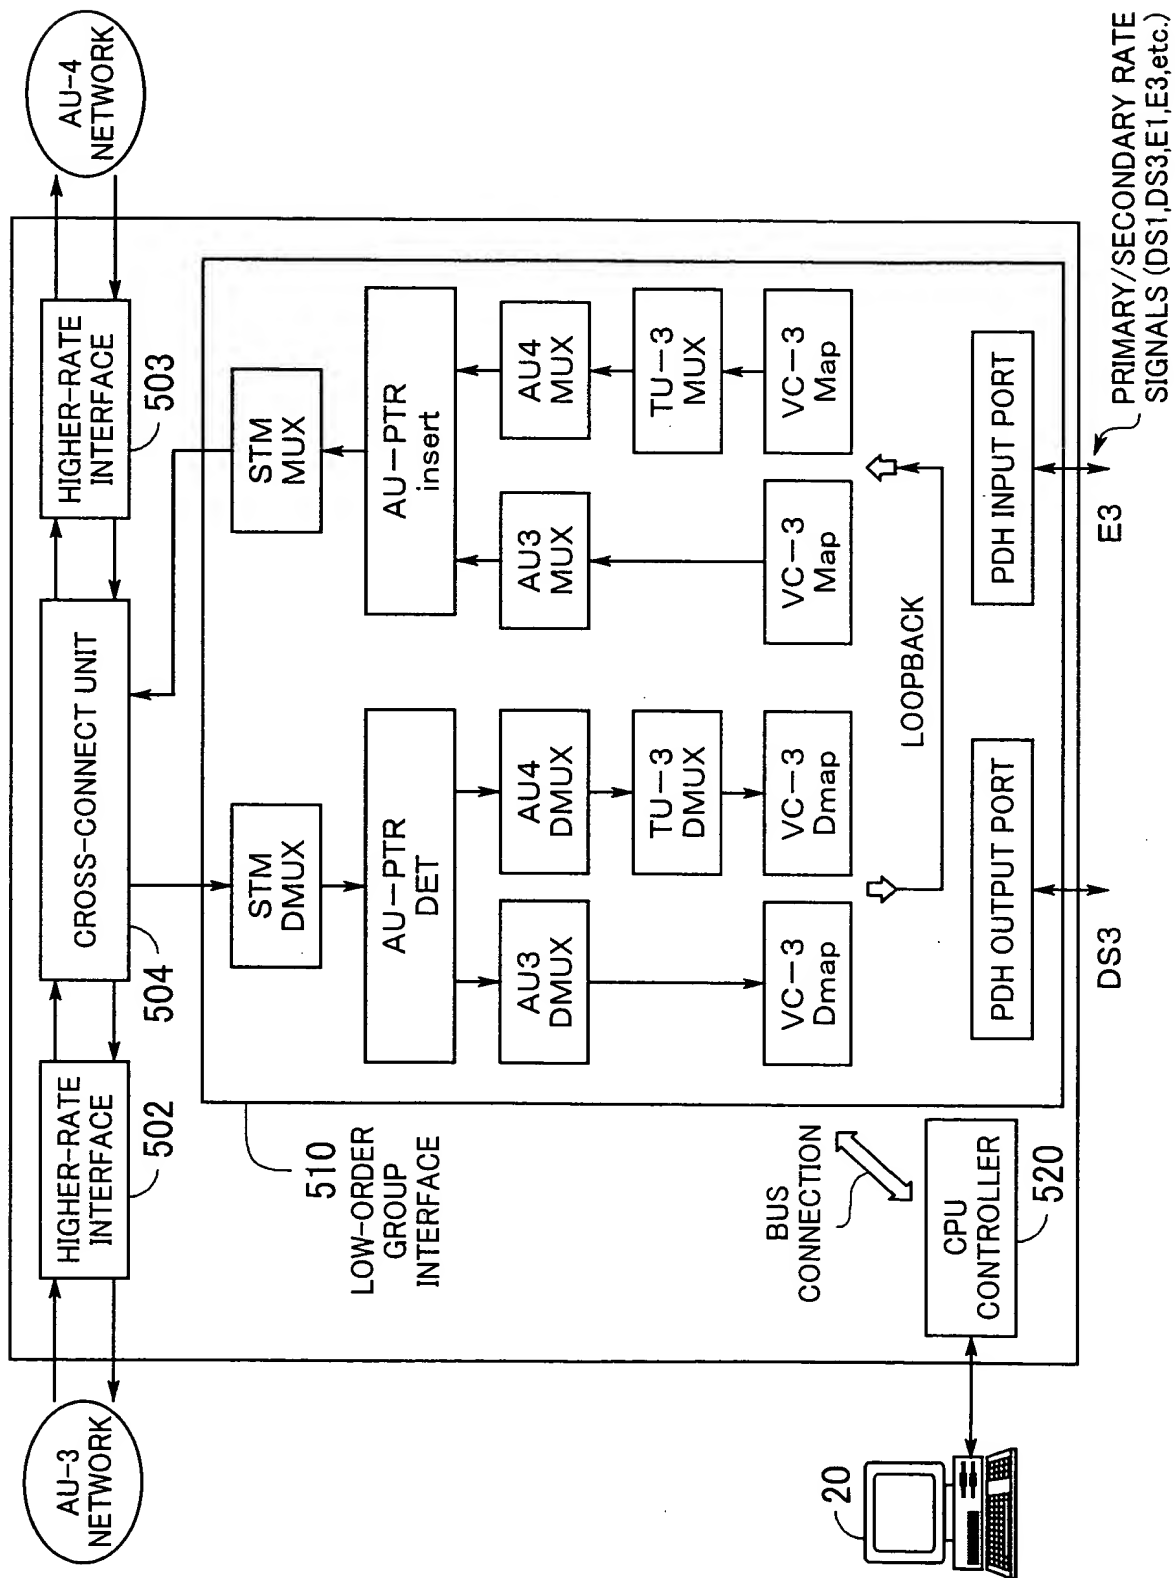 AU-3
NETWORK
HIGHER-RATE
INTERFACE
502
CROSS-CONNECT UNIT
504
HIGHER-RATE
INTERFACE
503
AU-4
NETWORK
510
LOW-ORDER
GROUP
INTERFACE
STM
DMUX
STM
MUX
AU-PTR
DET
AU-PTR
insert
AU3
DMUX
AU4
DMUX
AU3
MUX
AU4
MUX
TU-3
DMUX
TU-3
MUX
VC-3
Dmap
VC-3
Dmap
VC-3
Map
VC-3
Map
LOOPBACK
BUS
CONNECTION
CPU
CONTROLLER
520
PDH OUTPUT PORT
PDH INPUT PORT
20
DS3
E3
PRIMARY/SECONDARY RATE
SIGNALS (DS1,DS3,E1,E3,etc.)